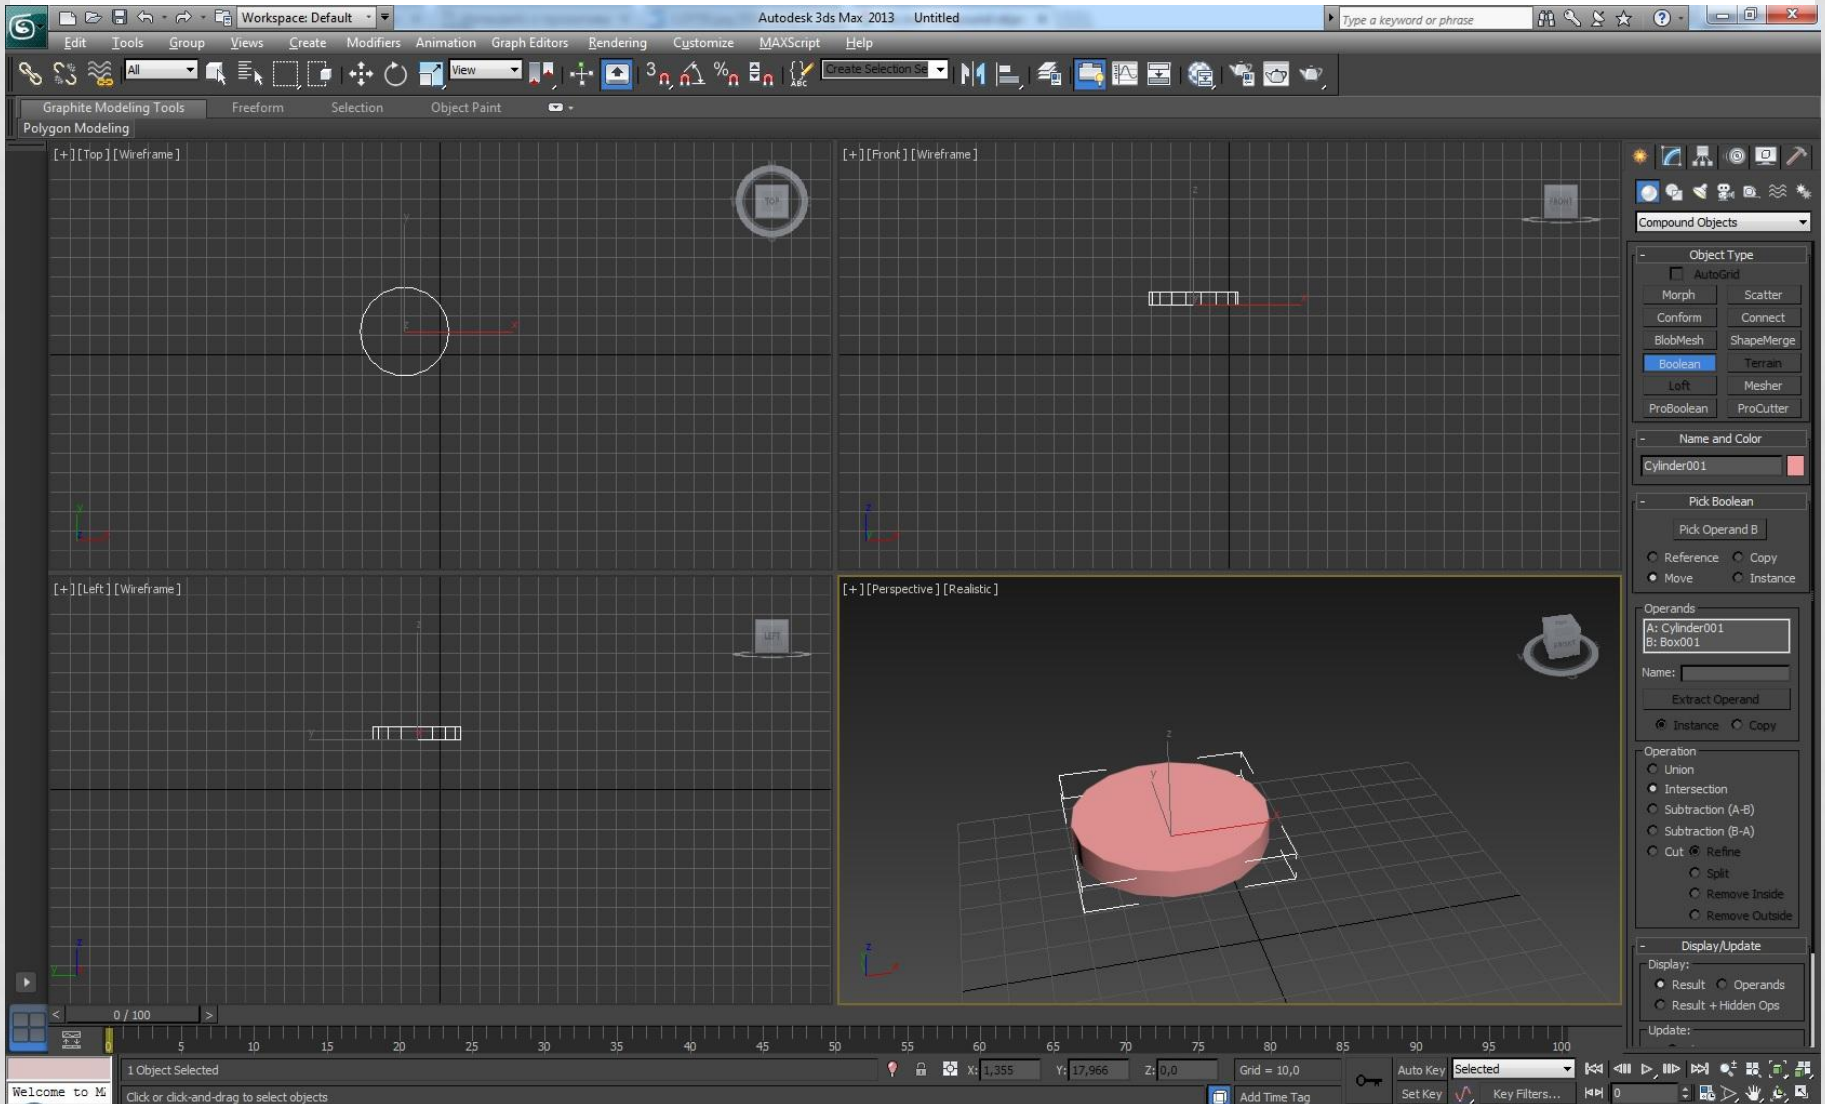 Workspace: Default
Autodesk 3ds Max 2013 Untitled
Type a keyword or phrase
Edit Tools Group Views Create Modifiers Animation Graph Editors Rendering Customize MAXScript Help
All
View
3
%
ABC
Create Selection Se
Graphite Modeling Tools Freeform Selection Object Paint
Polygon Modeling
[+][Top][Wireframe]
TOP
y
z
x
[+][Front][Wireframe]
FRONT
z
x
[+][Left][Wireframe]
LEFT
z
y
[+][Perspective][Realistic]
z
y
x
Compound Objects
- Object Type
AutoGrid
Morph Scatter
Conform Connect
BlobMesh ShapeMerge
Boolean Terrain
Loft Mesher
ProBoolean ProCutter
- Name and Color
Cylinder001
- Pick Boolean
Pick Operand B
Reference Copy
Move Instance
Operands
A: Cylinder001
B: Box001
Name:
Extract Operand
Instance Copy
Operation
Union
Intersection
Subtraction (A-B)
Subtraction (B-A)
Cut Refine
Split
Remove Inside
Remove Outside
- Display/Update
Display:
Result Operands
Result + Hidden Ops
Update:
< 0 / 100 >
0 5 10 15 20 25 30 35 40 45 50 55 60 65 70 75 80 85 90 95 100
1 Object Selected
X: 1,355 Y: 17,966 Z: 0,0 Grid = 10,0
Auto Key Selected
Welcome to M
Click or click-and-drag to select objects
Add Time Tag
Set Key Key Filters... 0